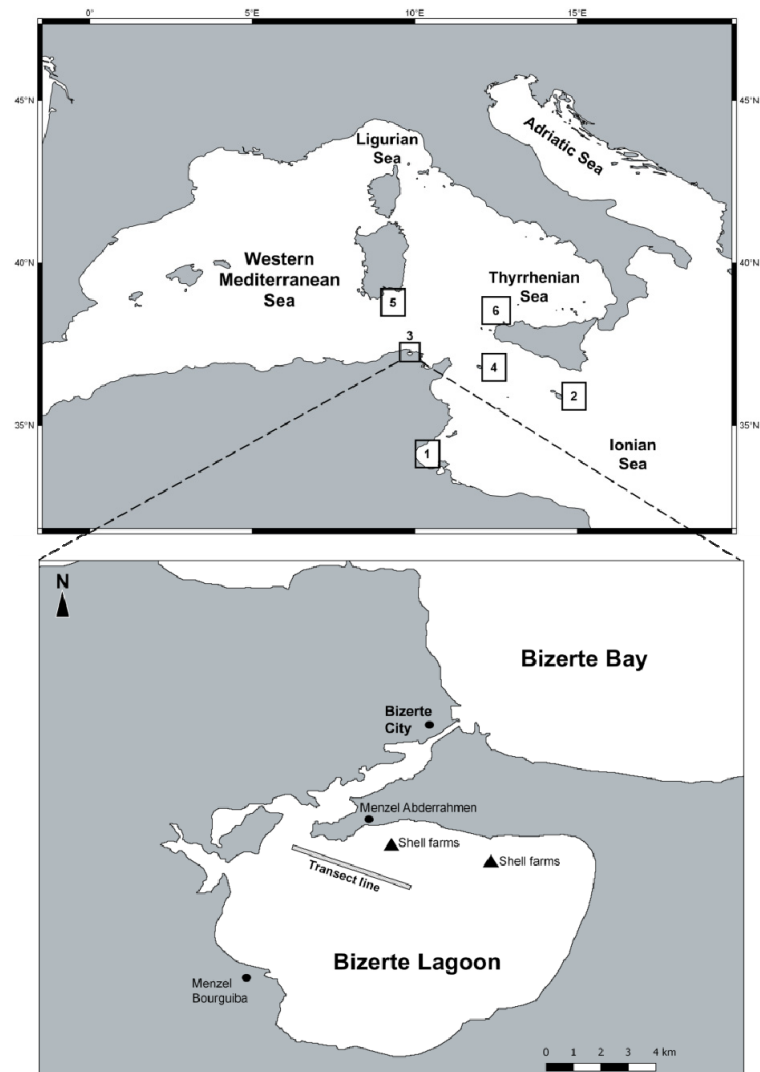 0°
5°E
10°E
15°E
45°N
45°N
Ligurian
Sea
Adriatic Sea
40°N
40°N
Western
Mediterranean
Sea
Thyrrhenian
Sea
5
6
3
4
2
35°N
35°N
Ionian
Sea
1
N
Bizerte Bay
Bizerte
City
Menzel Abderrahmen
Shell farms
Shell farms
Transect line
Bizerte Lagoon
Menzel
Bourguiba
0 1 2 3 4 km